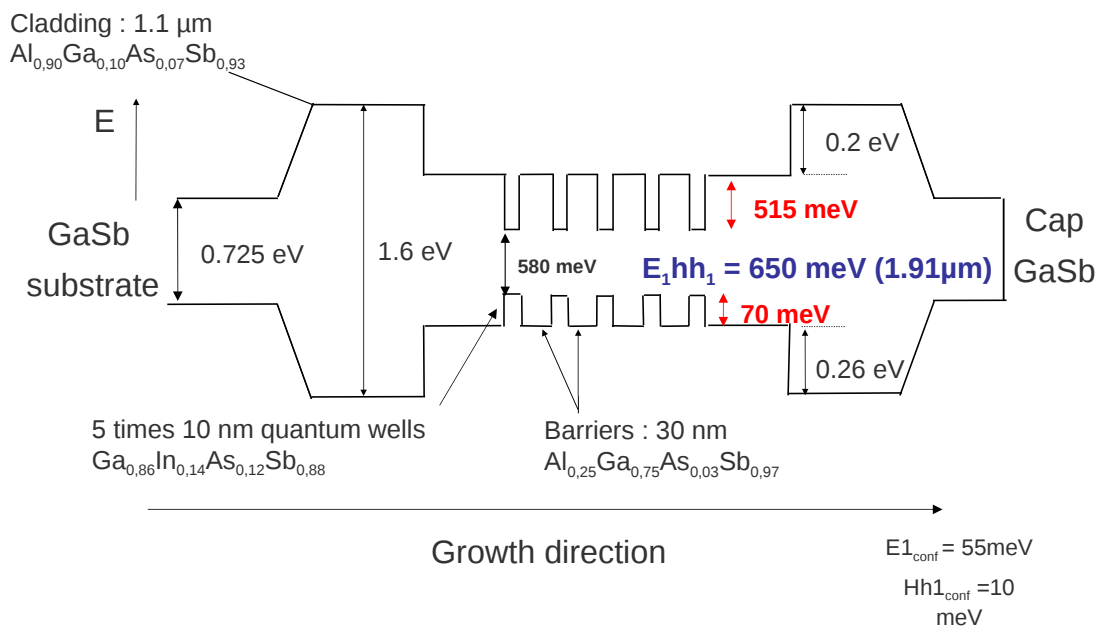 Cladding : 1.1 µm
Al0,90Ga0,10As0,07Sb0,93
E
0.2 eV
515 meV
GaSb
substrate
0.725 eV
1.6 eV
580 meV
E1hh1 = 650 meV (1.91µm)
Cap
GaSb
70 meV
0.26 eV
5 times 10 nm quantum wells
Ga0,86In0,14As0,12Sb0,88
Barriers : 30 nm
Al0,25Ga0,75As0,03Sb0,97
Growth direction
E1conf = 55meV
Hh1conf =10
meV